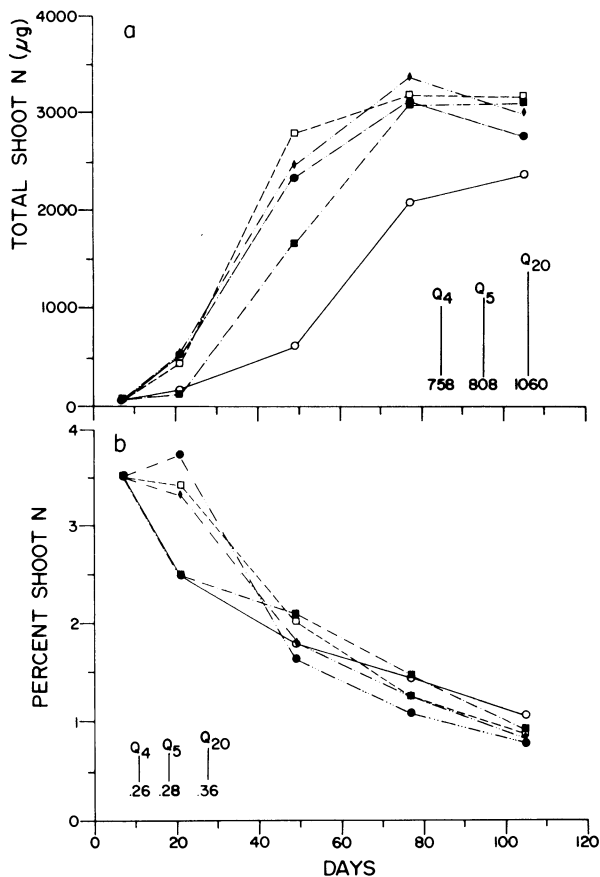 a
TOTAL SHOOT N (µg)
4000
3000
2000
1000
0
Q4 Q5 Q20
758 808 1060
b
PERCENT SHOOT N
4
3
2
1
0
Q4 Q5 Q20
.26 .28 .36
0 20 40 60 80 100 120
DAYS